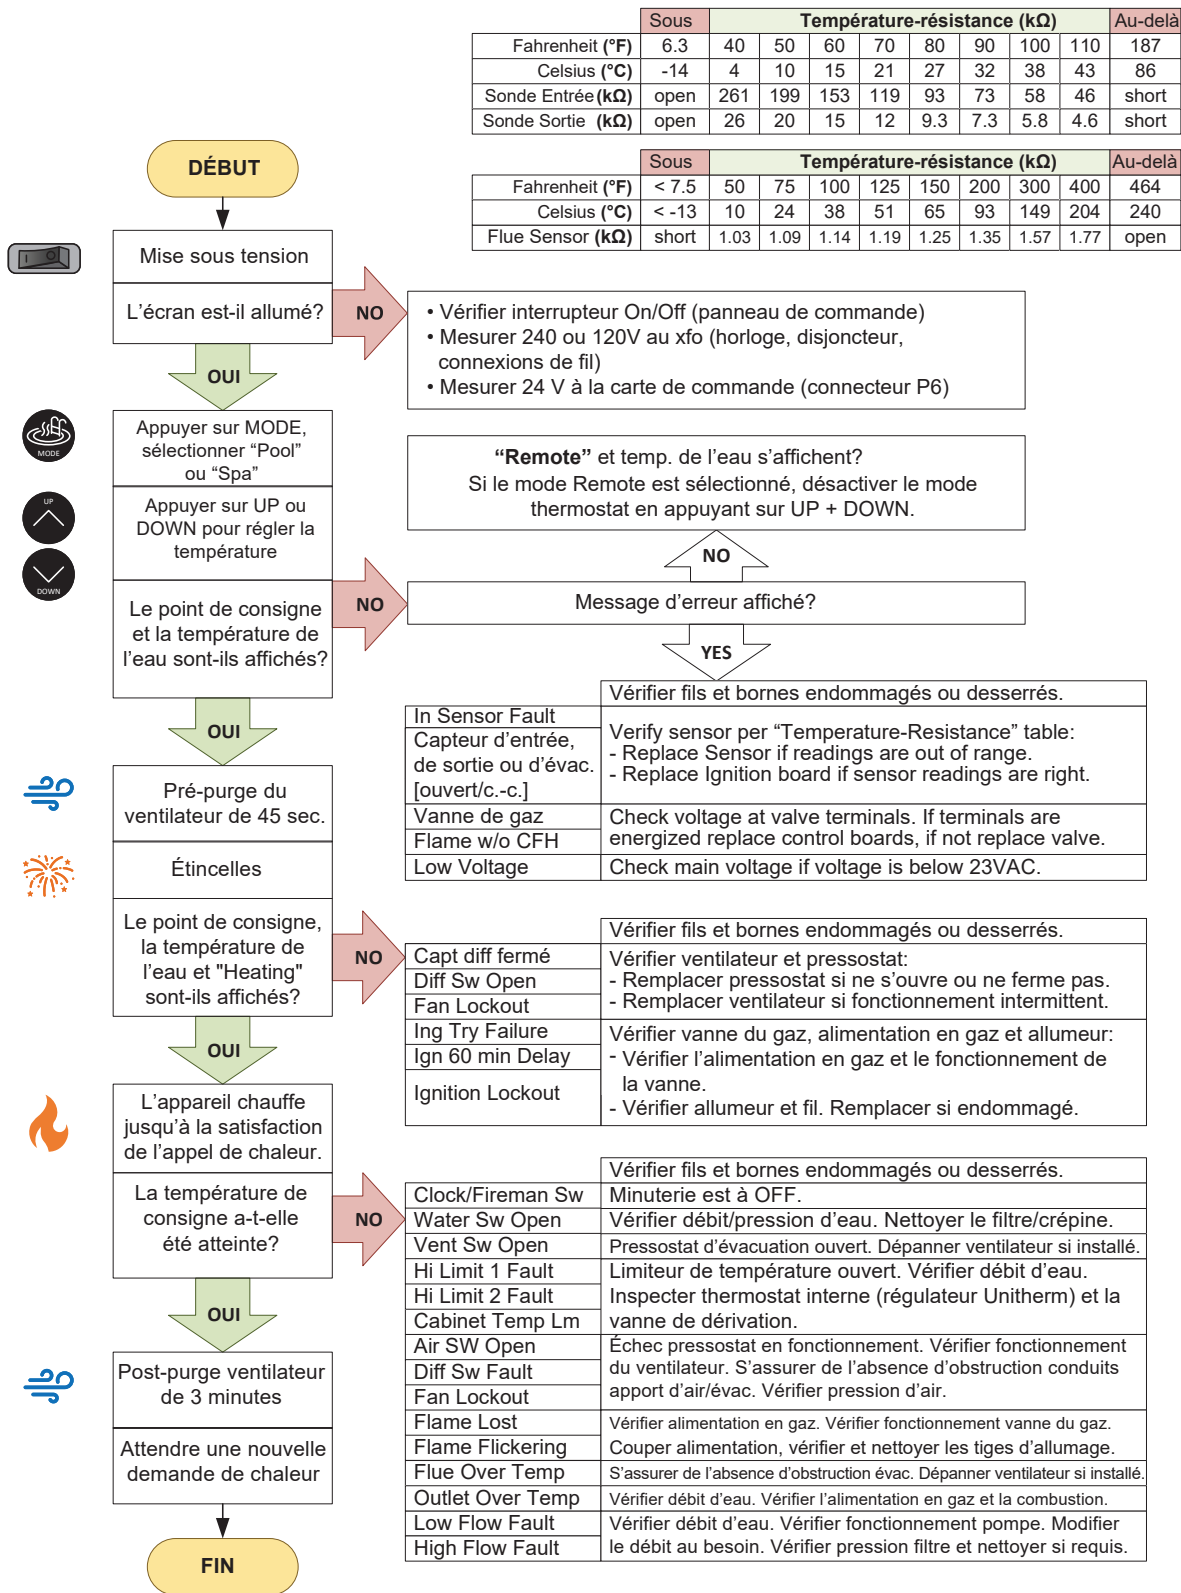 Sous Température-résistance (kΩ) Au-delà
Fahrenheit (°F) 6.3 40 50 60 70 80 90 100 110 187
Celsius (°C) -14 4 10 15 21 27 32 38 43 86
Sonde Entrée (kΩ) open 261 199 153 119 93 73 58 46 short
Sonde Sortie (kΩ) open 26 20 15 12 9.3 7.3 5.8 4.6 short
Sous Température-résistance (kΩ) Au-delà
Fahrenheit (°F) < 7.5 50 75 100 125 150 200 300 400 464
Celsius (°C) < -13 10 24 38 51 65 93 149 204 240
Flue Sensor (kΩ) short 1.03 1.09 1.14 1.19 1.25 1.35 1.57 1.77 open
DÉBUT
Mise sous tension
L'écran est-il allumé?
NO
• Vérifier interrupteur On/Off (panneau de commande)
• Mesurer 240 ou 120V au xfo (horloge, disjoncteur,
connexions de fil)
• Mesurer 24 V à la carte de commande (connecteur P6)
OUI
MODE
Appuyer sur MODE,
sélectionner “Pool”
ou “Spa”
UP
DOWN
Appuyer sur UP ou
DOWN pour régler la
température
Le point de consigne
et la température de
l'eau sont-ils affichés?
NO
“Remote” et temp. de l'eau s'affichent?
Si le mode Remote est sélectionné, désactiver le mode
thermostat en appuyant sur UP + DOWN.
NO
Message d'erreur affiché?
YES
Vérifier fils et bornes endommagés ou desserrés.
In Sensor Fault
Capteur d'entrée,
de sortie ou d'évac.
[ouvert/c.-c.]
Verify sensor per “Temperature-Resistance” table:
- Replace Sensor if readings are out of range.
- Replace Ignition board if sensor readings are right.
Vanne de gaz
Flame w/o CFH
Check voltage at valve terminals. If terminals are
energized replace control boards, if not replace valve.
Low Voltage
Check main voltage if voltage is below 23VAC.
OUI
Pré-purge du
ventilateur de 45 sec.
Étincelles
Le point de consigne,
la température de
l'eau et "Heating"
sont-ils affichés?
NO
Vérifier fils et bornes endommagés ou desserrés.
Capt diff fermé
Diff Sw Open
Fan Lockout
Vérifier ventilateur et pressostat:
- Remplacer pressostat si ne s'ouvre ou ne ferme pas.
- Remplacer ventilateur si fonctionnement intermittent.
Ing Try Failure
Ign 60 min Delay
Ignition Lockout
Vérifier vanne du gaz, alimentation en gaz et allumeur:
- Vérifier l'alimentation en gaz et le fonctionnement de
la vanne.
- Vérifier allumeur et fil. Remplacer si endommagé.
OUI
L'appareil chauffe
jusqu'à la satisfaction
de l'appel de chaleur.
La température de
consigne a-t-elle
été atteinte?
NO
Vérifier fils et bornes endommagés ou desserrés.
Clock/Fireman Sw
Minuterie est à OFF.
Water Sw Open
Vérifier débit/pression d'eau. Nettoyer le filtre/crépine.
Vent Sw Open
Pressostat d'évacuation ouvert. Dépanner ventilateur si installé.
Hi Limit 1 Fault
Hi Limit 2 Fault
Cabinet Temp Lm
Limiteur de température ouvert. Vérifier débit d'eau.
Inspecter thermostat interne (régulateur Unitherm) et la
vanne de dérivation.
Air SW Open
Diff Sw Fault
Fan Lockout
Échec pressostat en fonctionnement. Vérifier fonctionnement
du ventilateur. S'assurer de l'absence d'obstruction conduits
apport d'air/évac. Vérifier pression d'air.
Flame Lost
Flame Flickering
Vérifier alimentation en gaz. Vérifier fonctionnement vanne du gaz.
Couper alimentation, vérifier et nettoyer les tiges d'allumage.
Flue Over Temp
S'assurer de l'absence d'obstruction évac. Dépanner ventilateur si installé.
Outlet Over Temp
Vérifier débit d'eau. Vérifier l'alimentation en gaz et la combustion.
Low Flow Fault
High Flow Fault
Vérifier débit d'eau. Vérifier fonctionnement pompe. Modifier
le débit au besoin. Vérifier pression filtre et nettoyer si requis.
OUI
Post-purge ventilateur
de 3 minutes
Attendre une nouvelle
demande de chaleur
FIN